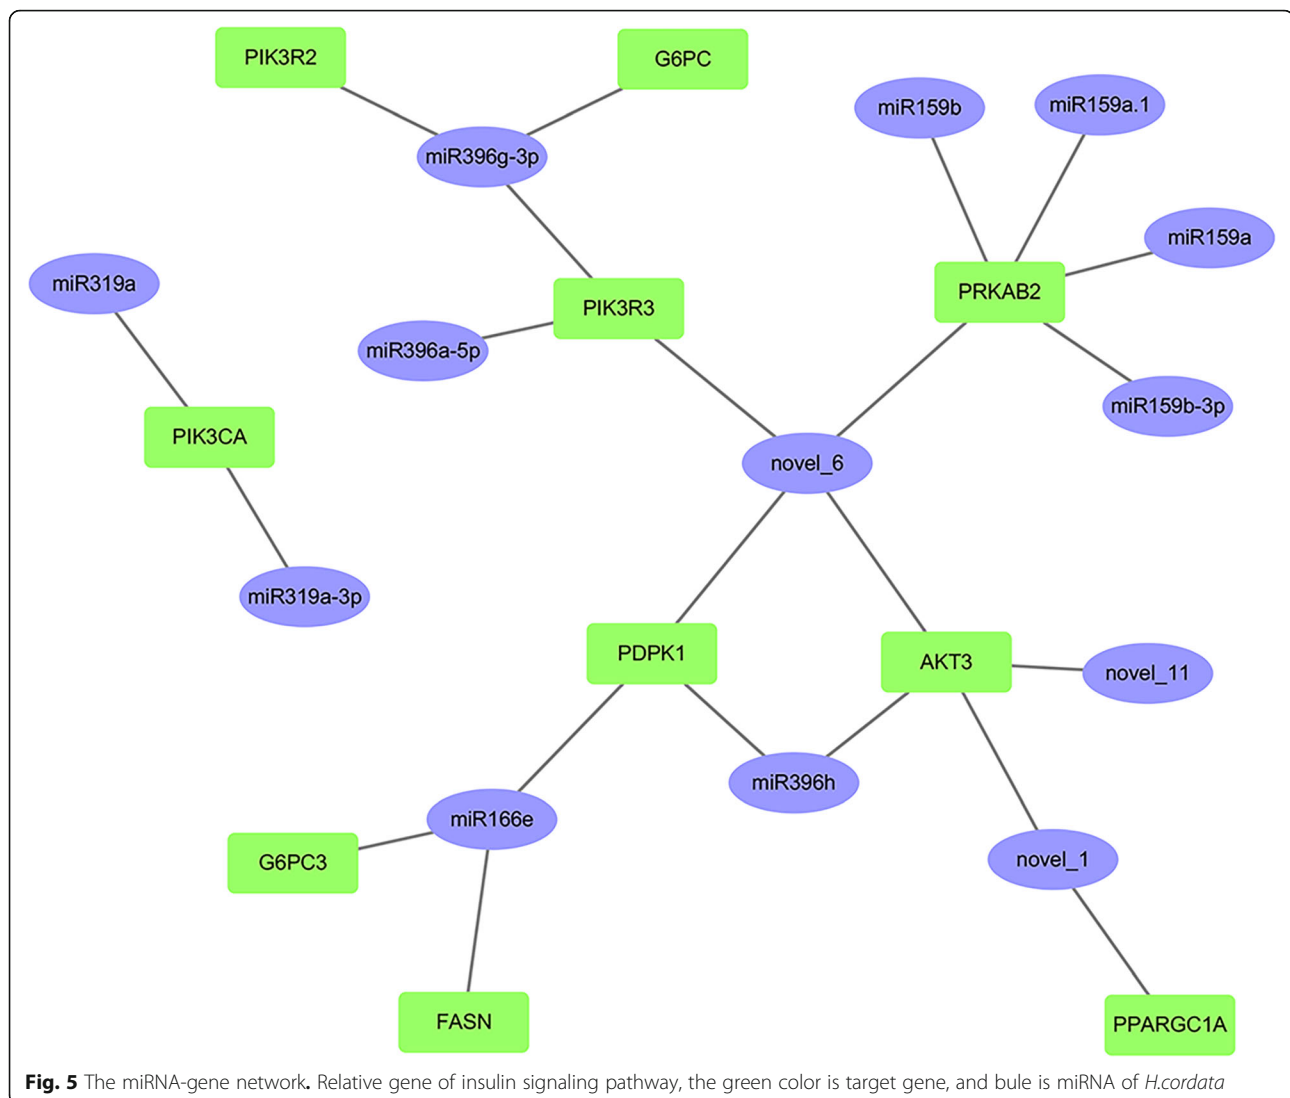 PIK3R2
G6PC
miR159b
miR159a.1
miR396g-3p
miR159a
miR319a
PRKAB2
PIK3R3
miR396a-5p
miR159b-3p
PIK3CA
novel_6
miR319a-3p
PDPK1
AKT3
novel_11
miR396h
miR166e
G6PC3
novel_1
FASN
PPARGC1A
Fig. 5 The miRNA-gene network. Relative gene of insulin signaling pathway, the green color is target gene, and bule is miRNA of H.cordata